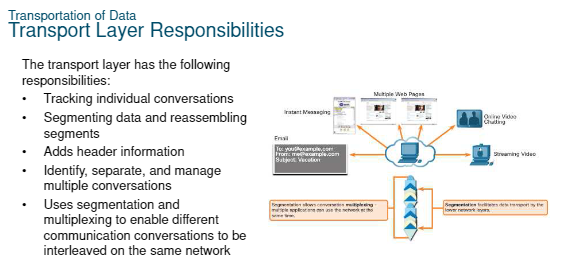 Transportation of Data
Transport Layer Responsibilities
The transport layer has the following
responsibilities:
• Tracking individual conversations
• Segmenting data and reassembling
segments
• Adds header information
• Identify, separate, and manage
multiple conversations
• Uses segmentation and
multiplexing to enable different
communication conversations to be
interleaved on the same network
Multiple Web Pages
Instant Messaging
Online Video
Chatting
Email
To: you@example.com
From: me@example.com
Subject: Vacation
Streaming Video
Segmentation allows conversation multiplexing -
multiple applications can use the network at the
same time.
Segmentation facilitates data transport by the
lower network layers.